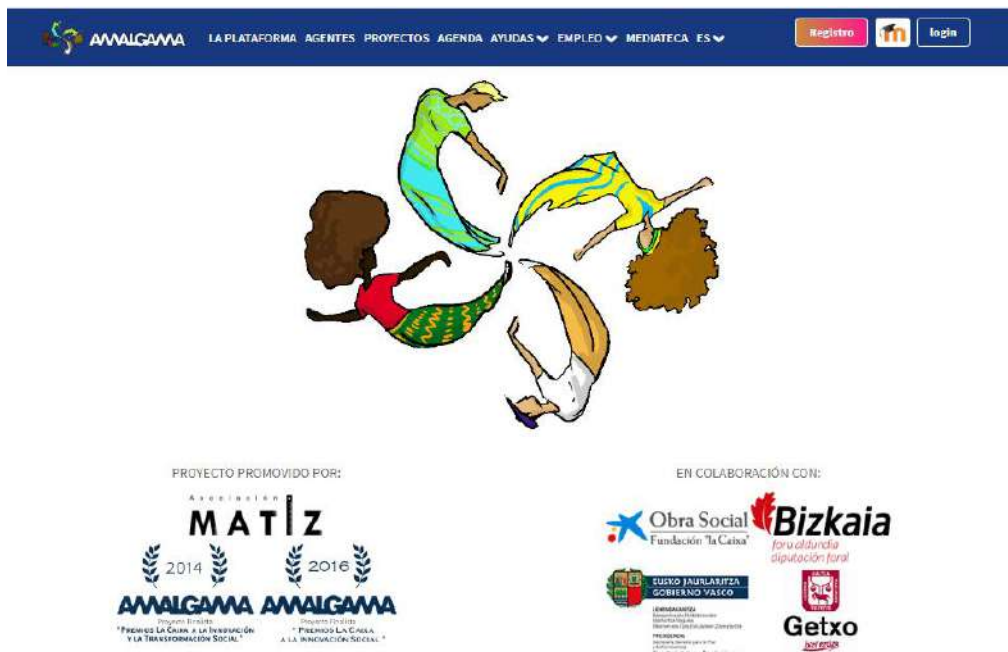 AMALGAMA LA PLATAFORMA AGENTES PROYECTOS AGENDA AYUDAS EMPLEO MEDIATECA ES Registro m login
PROYECTO PROMOVIDO POR:
Asociación
MATIZ
2014 2016
AMALGAMA AMALGAMA
Proyecto Finalista Proyecto Finalista
"PREMIOS LA CAIXA A LA INNOVACIÓN " PREMIOS LA CAIXA
Y LA TRANSFORMACIÓN SOCIAL" A LA INNOVACIÓN SOCIAL"
EN COLABORACIÓN CON:
Obra Social
Fundación "la Caixa"
Bizkaia
foru aldundia
diputación foral
EUSKO JAURLARITZA
GOBIERNO VASCO
LEHENDAKARITZA
PRESIDENCIA
Getxo